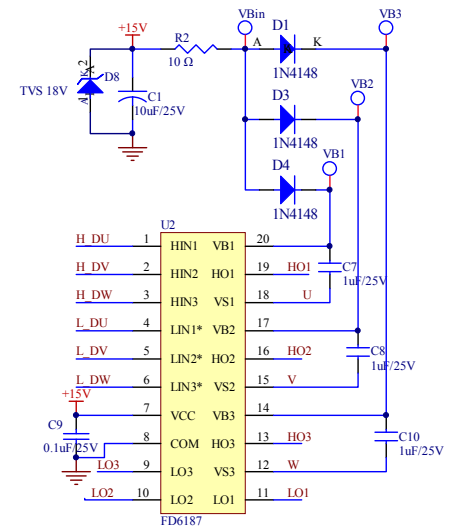 VBin D1 VB3
+15V
R2
A K
10 Ω
1N4148
VB2
2 A D8
D3
TVS 18V
A 1
C1
10uF/25V
1N4148
VB1
D4
1N4148
U2
H_DU 1 HIN1 VB1 20
C7
H_DV 2 HIN2 HO1 19 HO1
1uF/25V
H_DW 3 HIN3 VS1 18 U
L_DU 4 LIN1* VB2 17
C8
L_DV 5 LIN2* HO2 16 HO2
1uF/25V
L_DW 6 LIN3* VS2 15 V
+15V
7 VCC VB3 14
C9
C10
0.1uF/25V
8 COM HO3 13 HO3
1uF/25V
LO3 9 LO3 VS3 12 W
LO2 10 LO2 LO1 11 LO1
FD6187